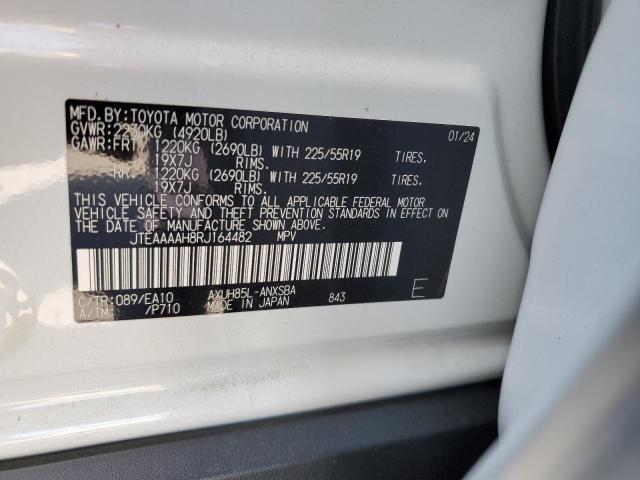 MFD.BY:TOYOTA MOTOR CORPORATION 01/24
GVWR:2230KG (4920LB)
GAWR:FRT 1220KG (2690LB) WITH 225/55R19 TIRES.
19X7J RIMS.
RR 1220KG (2690LB) WITH 225/55R19 TIRES.
19X7J RIMS.
THIS VEHICLE CONFORMS TO ALL APPLICABLE FEDERAL MOTOR
VEHICLE SAFETY AND THEFT PREVENTION STANDARDS IN EFFECT ON
THE DATE OF MANUFACTURE SHOWN ABOVE.
JTEAAAAH8RJ164482 MPV
C/TR:089/EA10 AXUH85L-ANXSBA
A/TM: /P710 MADE IN JAPAN 843 E